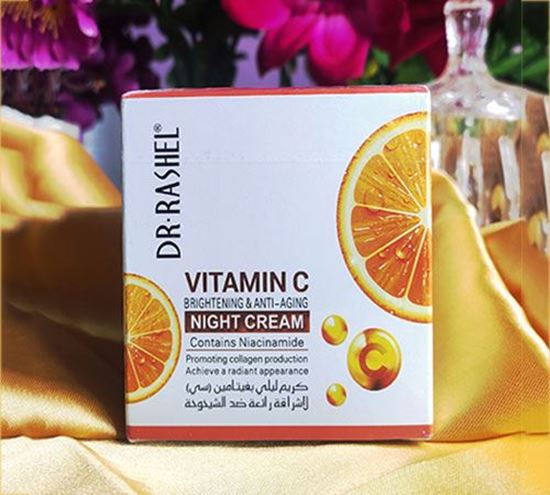 DR·RASHEL®
VITAMIN C
BRIGHTENING & ANTI-AGING
NIGHT CREAM
Contains Niacinamide
Promoting collagen production
Achieve a radiant appearance
كريم ليلي بفيتامين (سي)
لإشراقة رائعة ضد الشيخوخة
C